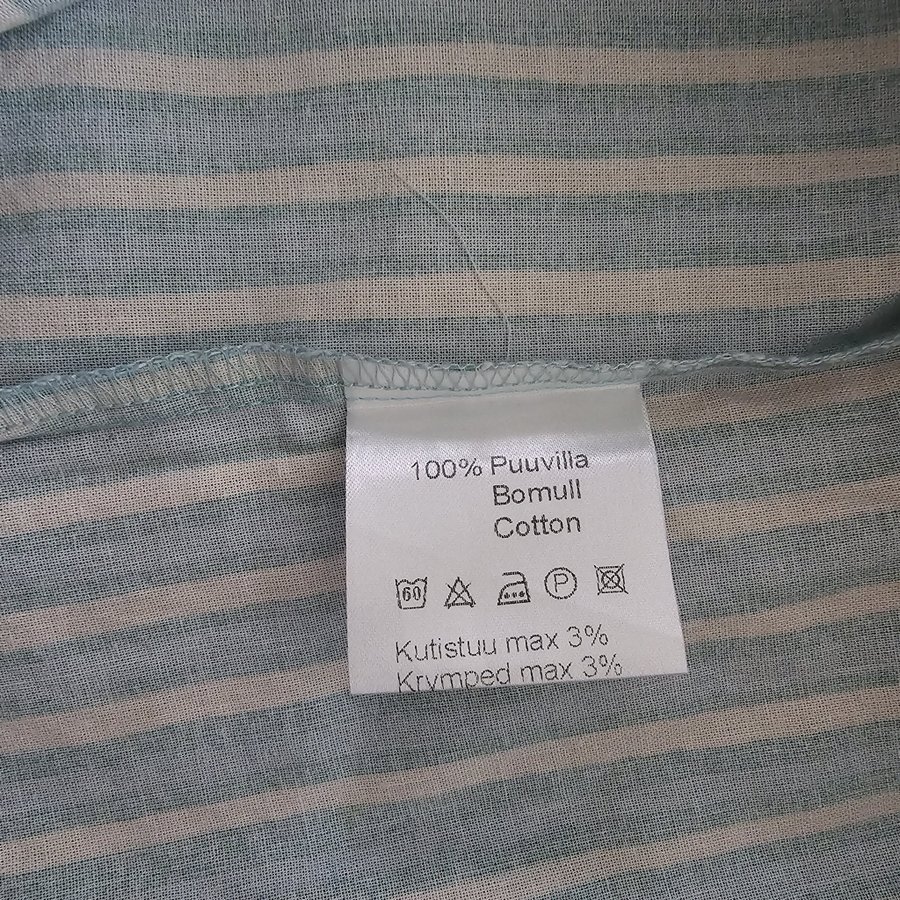 100% Puuvilla
Bomull
Cotton
60 P
Kutistuu max 3%
Krymped max 3%